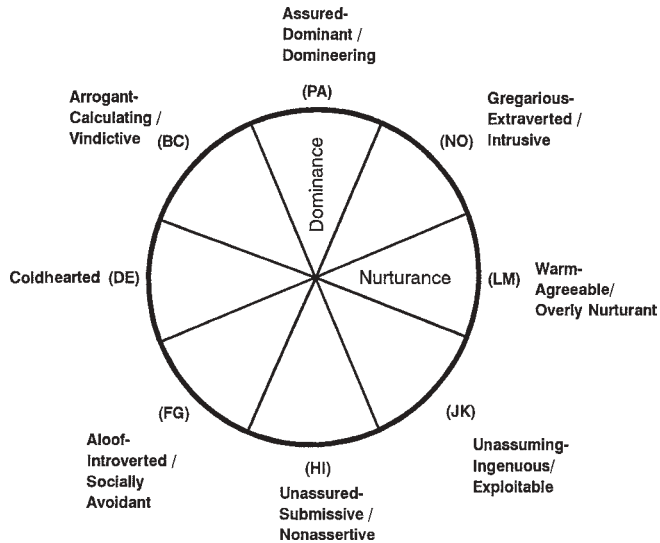 Assured-
Dominant /
Domineering
(PA)
Arrogant-
Calculating /
Vindictive (BC)
Gregarious-
Extraverted /
(NO) Intrusive
Dominance
Nurturance
Coldhearted (DE)
(LM) Warm-
Agreeable/
Overly Nurturant
(FG)
Aloof-
Introverted /
Socially
Avoidant
(HI)
Unassured-
Submissive /
Nonassertive
(JK)
Unassuming-
Ingenuous/
Exploitable